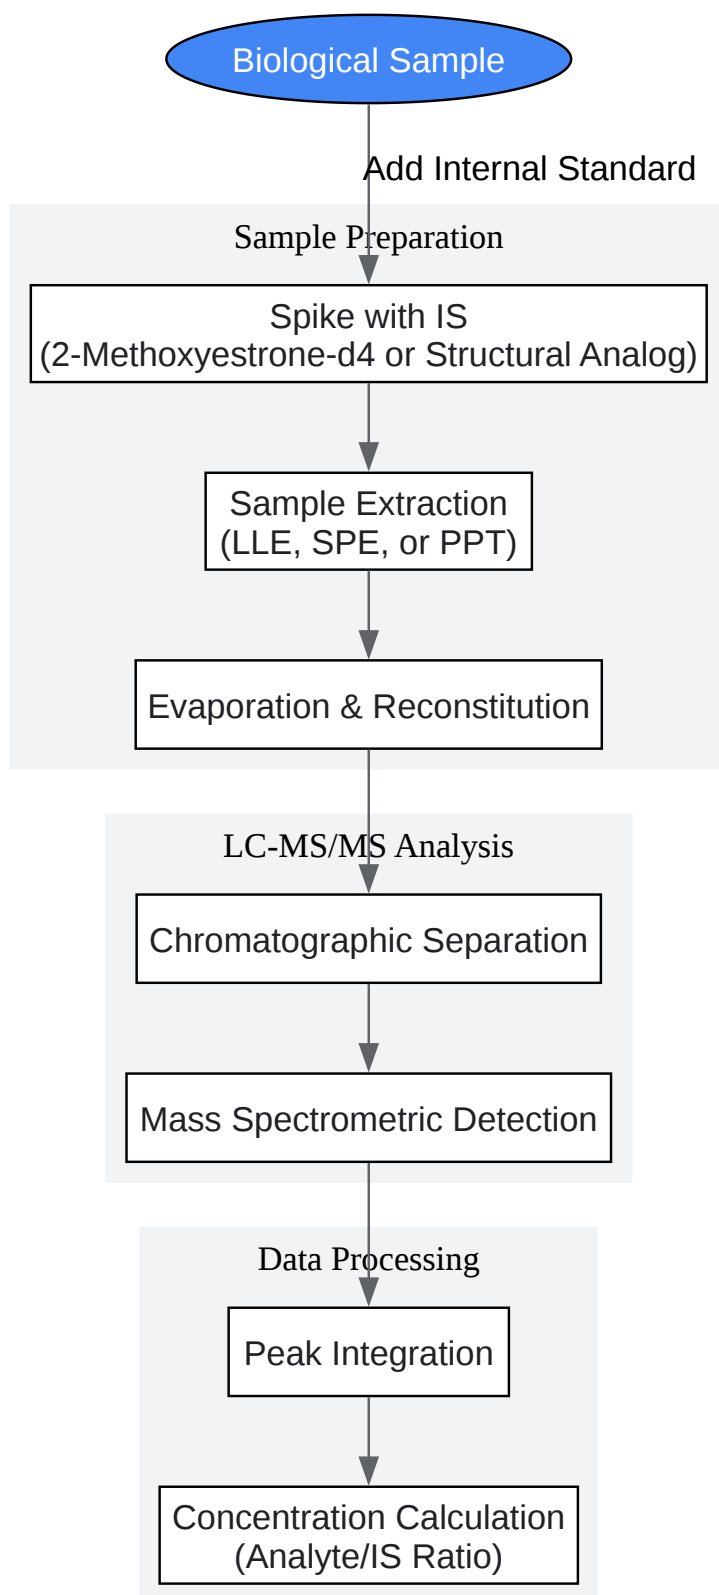 Biological Sample
Add Internal Standard
Sample Preparation
Spike with IS
(2-Methoxyestrone-d4 or Structural Analog)
Sample Extraction
(LLE, SPE, or PPT)
Evaporation & Reconstitution
LC-MS/MS Analysis
Chromatographic Separation
Mass Spectrometric Detection
Data Processing
Peak Integration
Concentration Calculation
(Analyte/IS Ratio)